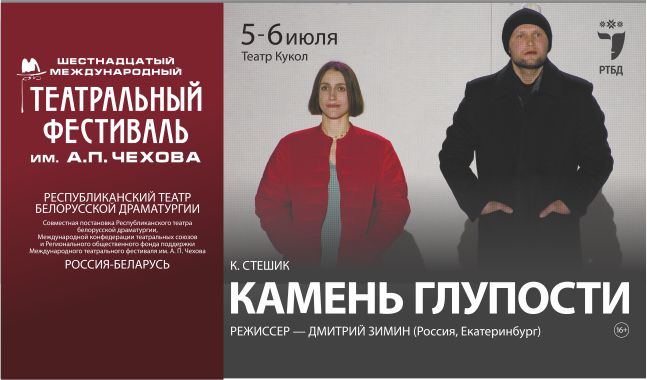 ШЕСТНАДЦАТЫЙ
МЕЖДУНАРОДНЫЙ
ТЕАТРАЛЬНЫЙ
ФЕСТИВАЛЬ
ИМ. А.П. ЧЕХОВА
РЕСПУБЛИКАНСКИЙ ТЕАТР
БЕЛОРУССКОЙ ДРАМАТУРГИИ
Совместная постановка Республиканского театра
белорусской драматургии,
Международной конфедерации театральных союзов
и Регионального общественного фонда поддержки
Международного театрального фестиваля им. А. П. Чехова
РОССИЯ-БЕЛАРУСЬ
5-6 июля
Театр Кукол
РТБД
К. СТЕШИК
КАМЕНЬ ГЛУПОСТИ
РЕЖИССЕР — ДМИТРИЙ ЗИМИН (Россия, Екатеринбург)
16+